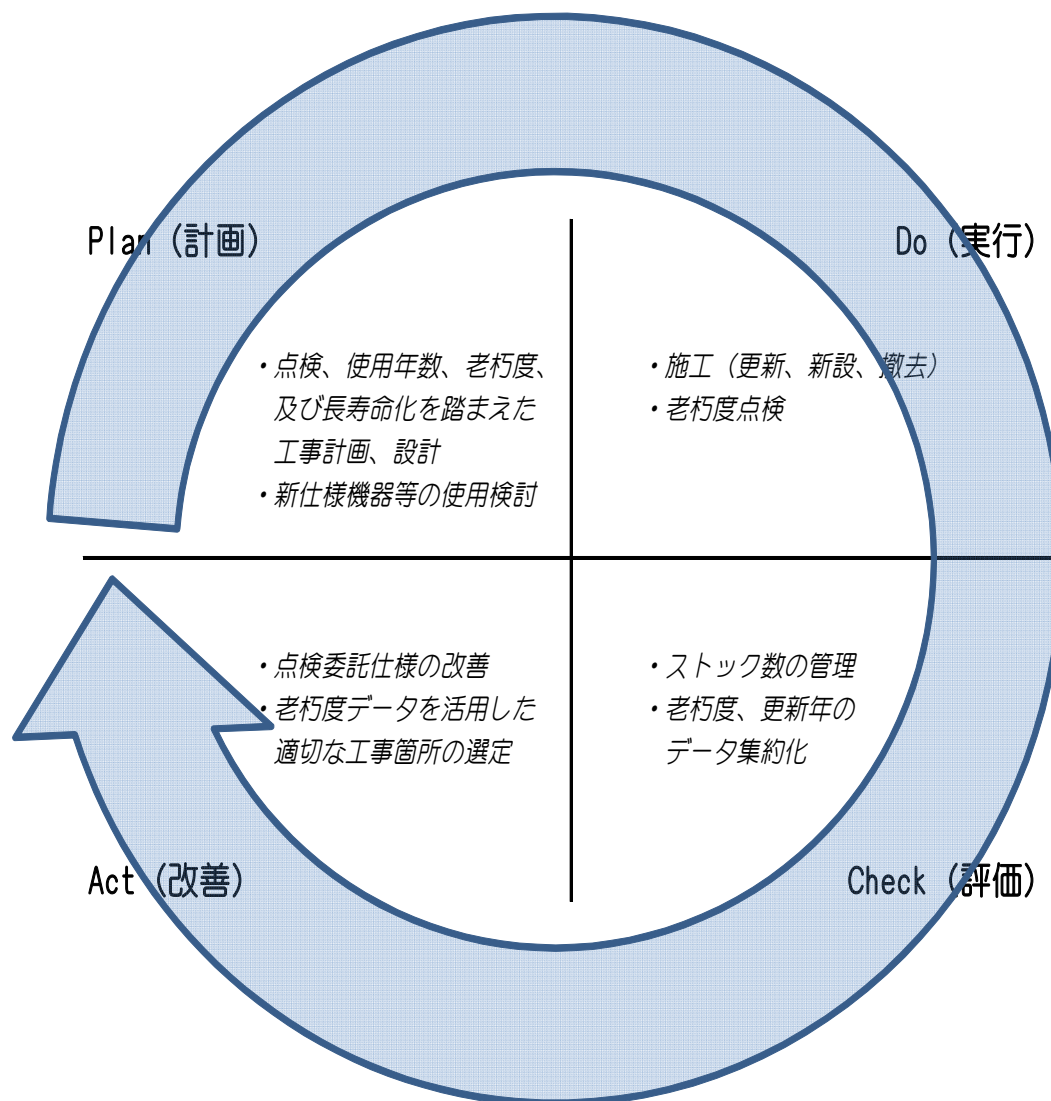 Plan（計画）
Do（実行）
・点検、使用年数、老朽度、
及び長寿命化を踏まえた
工事計画、設計
・新仕様機器等の使用検討
・施工（更新、新設、撤去）
・老朽度点検
・点検委託仕様の改善
・老朽度データを活用した
適切な工事箇所の選定
・ストック数の管理
・老朽度、更新年の
データ集約化
Act（改善）
Check（評価）